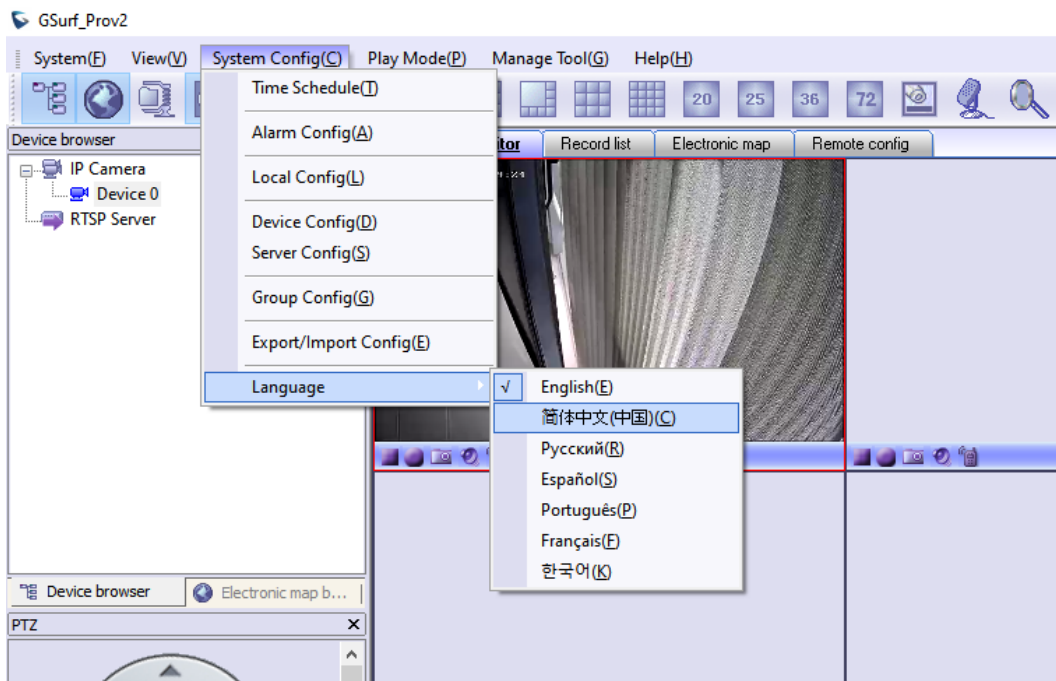 GSurf_Prov2
System(F) View(V) System Config(C) Play Mode(P) Manage Tool(G) Help(H)
20 25 36 72
Device browser
Record list Electronic map Remote config
IP Camera
Device 0
RTSP Server
Time Schedule(T)
Alarm Config(A)
Local Config(L)
Device Config(D)
Server Config(S)
Group Config(G)
Export/Import Config(E)
Language
√ English(E)
简体中文(中国)(C)
Русский(R)
Español(S)
Português(P)
Français(F)
한국어(K)
Device browser Electronic map b...
PTZ